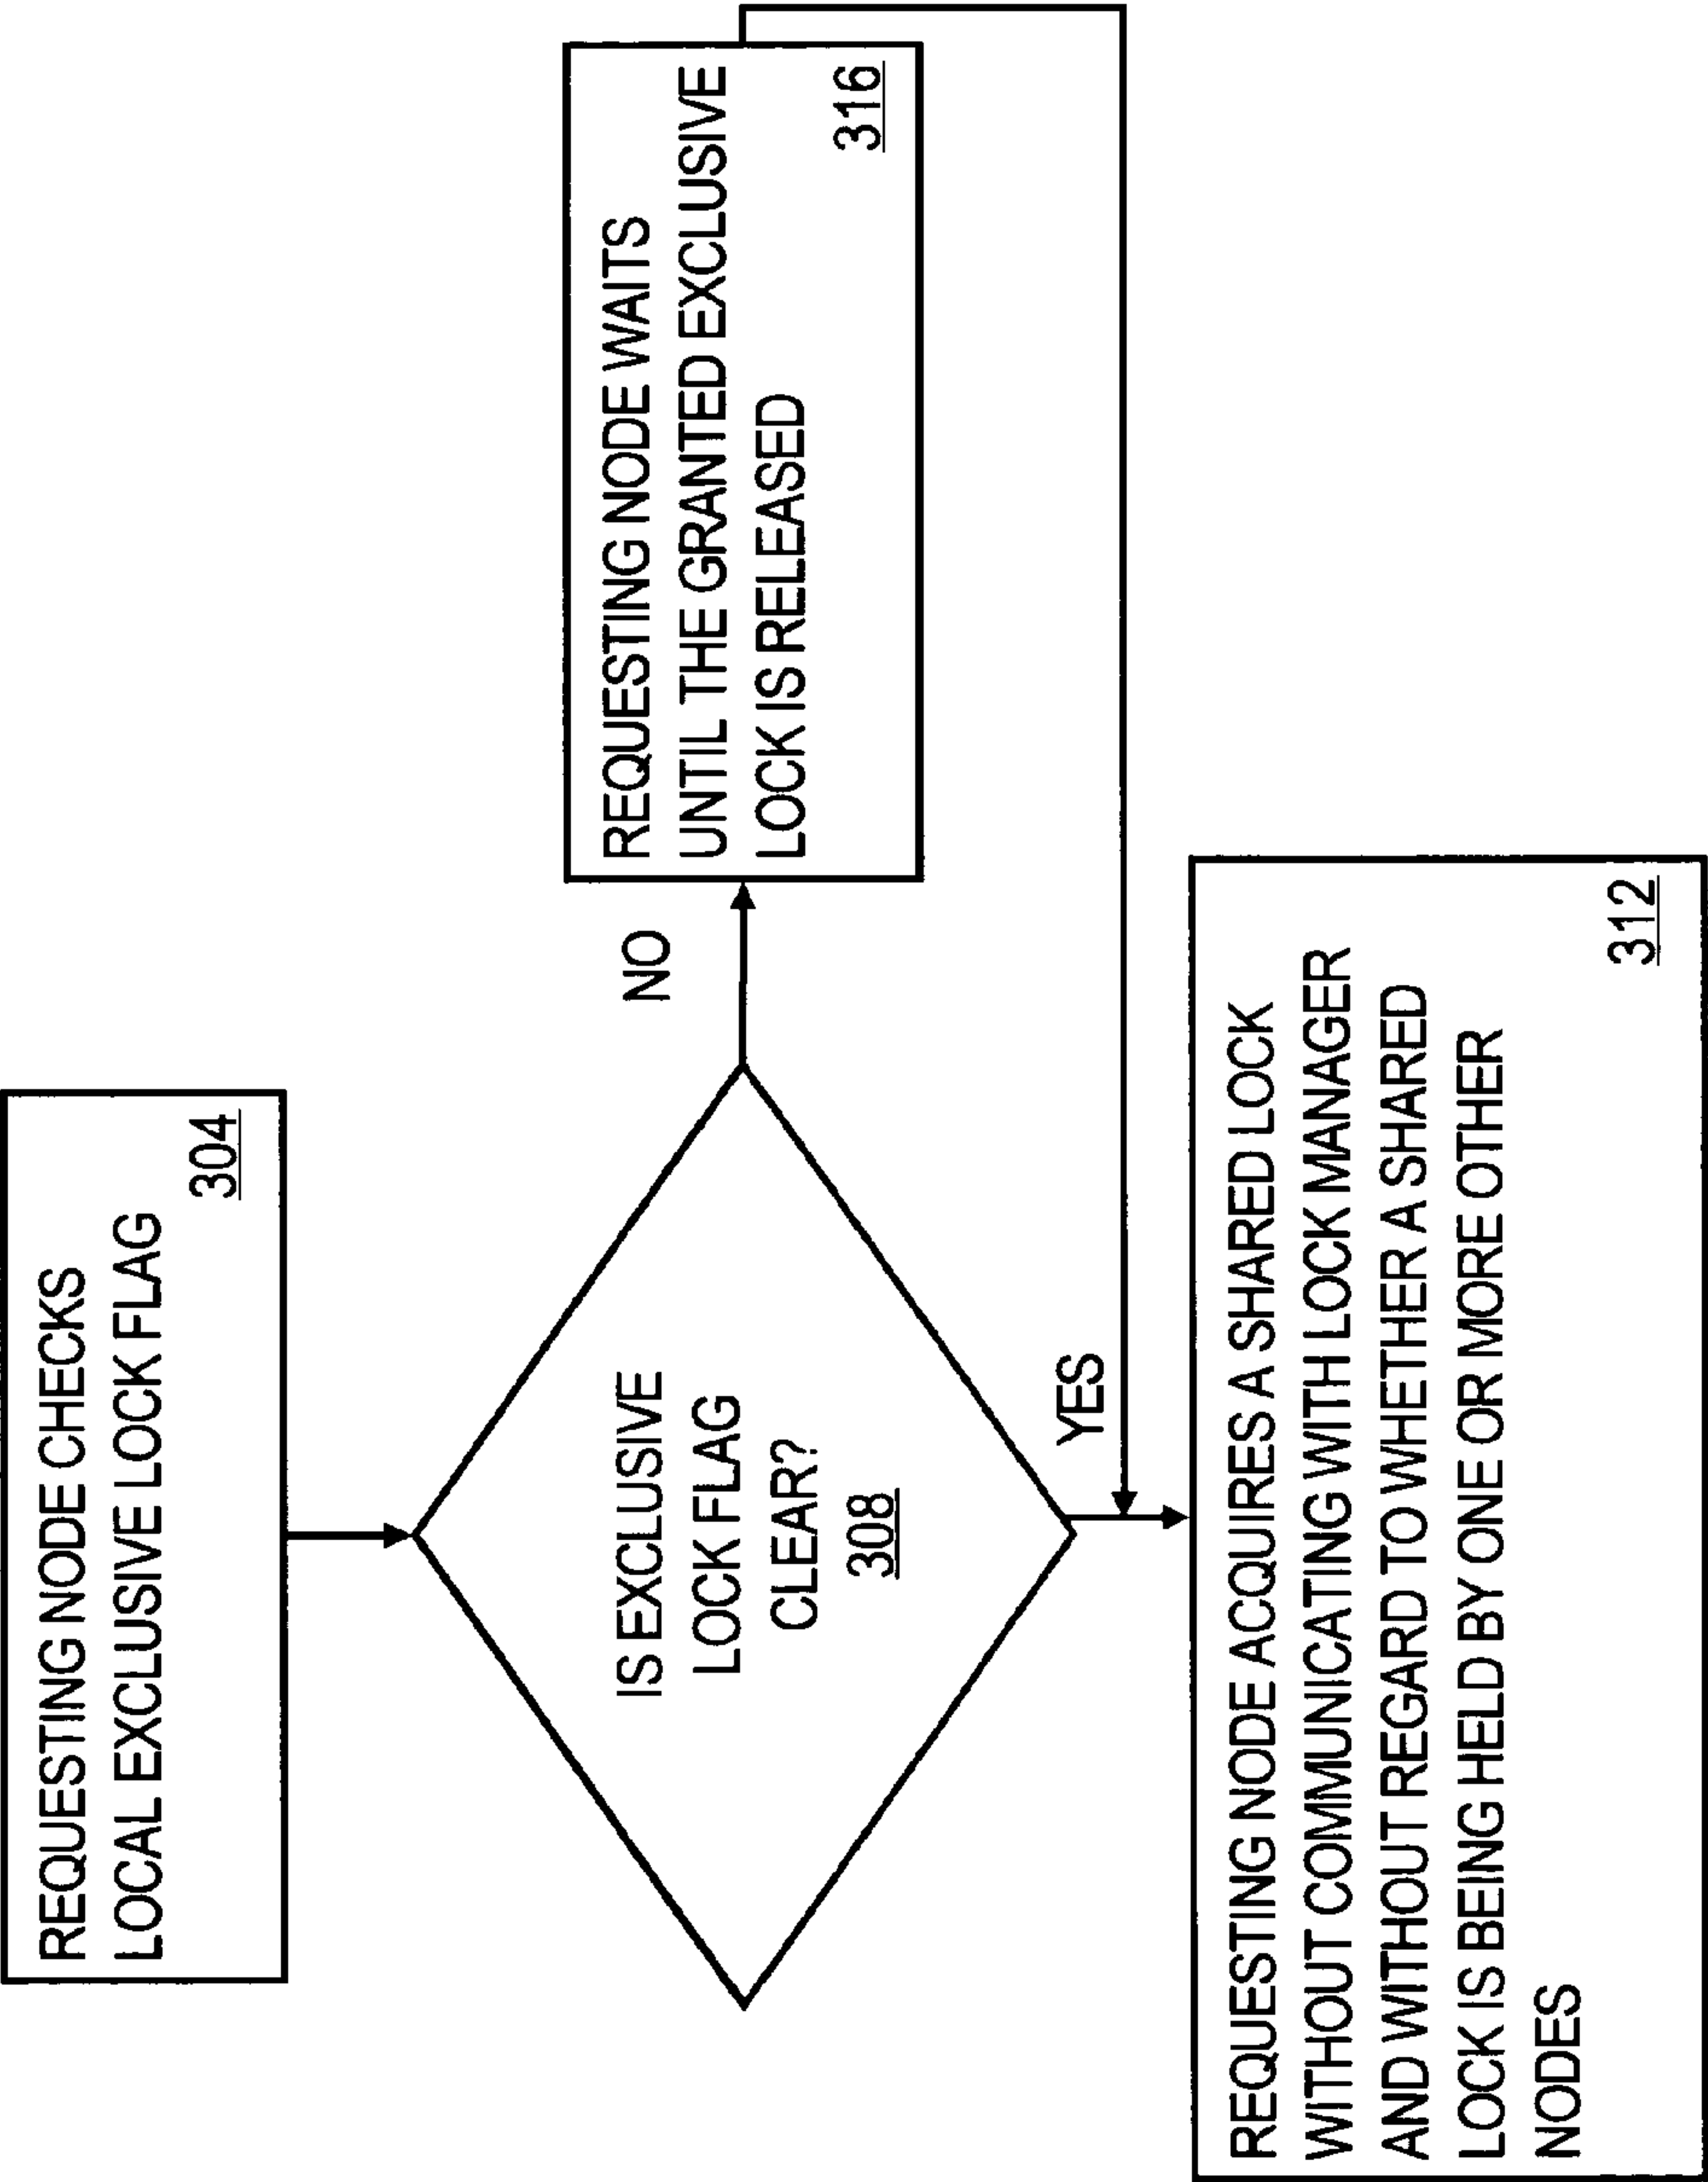 REQUESTING NODE CHECKS
LOCAL EXCLUSIVE LOCK FLAG
304
IS EXCLUSIVE
LOCK FLAG
CLEAR?
308
NO
REQUESTING NODE WAITS
UNTIL THE GRANTED EXCLUSIVE
LOCK IS RELEASED
316
YES
REQUESTING NODE ACQUIRES A SHARED LOCK
WITHOUT COMMUNICATING WITH LOCK MANAGER
AND WITHOUT REGARD TO WHETHER A SHARED
LOCK IS BEING HELD BY ONE OR MORE OTHER
NODES
312